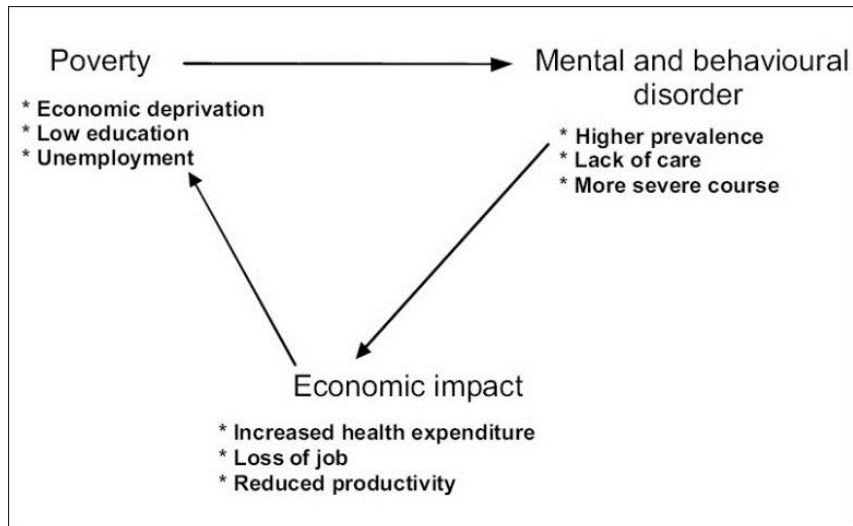 Poverty
* Economic deprivation
* Low education
* Unemployment
Mental and behavioural
disorder
* Higher prevalence
* Lack of care
* More severe course
Economic impact
* Increased health expenditure
* Loss of job
* Reduced productivity